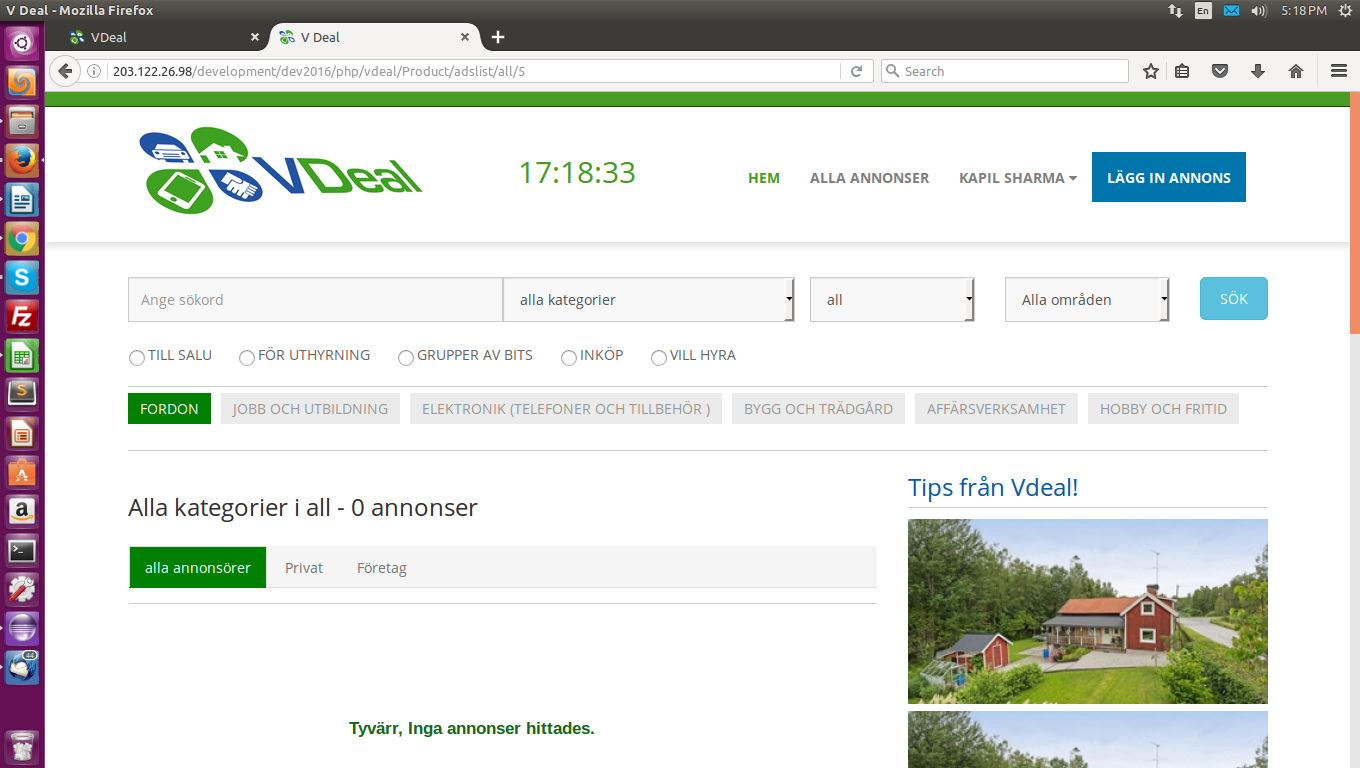 V Deal - Mozilla Firefox
En
5:18 PM
VDeal
V Deal
203.122.26.98/development/dev2016/php/vdeal/Product/adslist/all/5
Search
VDeal
17:18:33
HEM
ALLA ANNONSER
KAPIL SHARMA
LÄGG IN ANNONS
Ange sökord
alla kategorier
all
Alla områden
SÖK
TILL SALU
FÖR UTHYRNING
GRUPPER AV BITS
INKÖP
VILL HYRA
FORDON
JOBB OCH UTBILDNING
ELEKTRONIK (TELEFONER OCH TILLBEHÖR )
BYGG OCH TRÄDGÅRD
AFFÄRSVERKSAMHET
HOBBY OCH FRITID
Alla kategorier i all - 0 annonser
Tips från Vdeal!
alla annonsörer
Privat
Företag
Tyvärr, Inga annonser hittades.